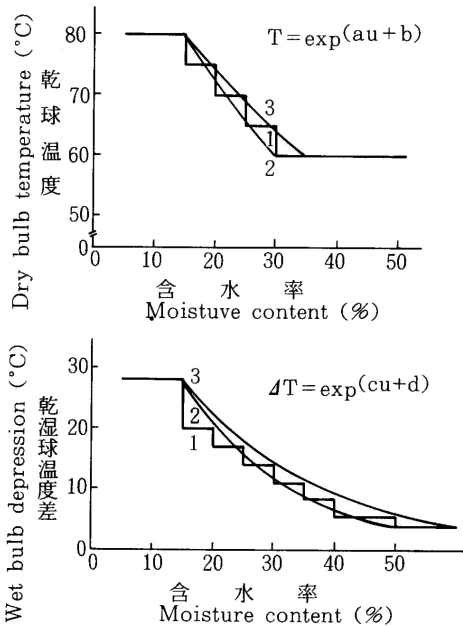 Dry bulb temperature (°C)
乾球温度
80
70
60
50
0
T=exp(au+b)
3
1
2
0
10
20
30
40
50
含水率
Moistuve content (%)
Wet bulb depression (°C)
乾湿球温度差
30
20
10
0
ΔT=exp(cu+d)
3
2
1
0
10
20
30
40
50
含水率
Moisture content (%)